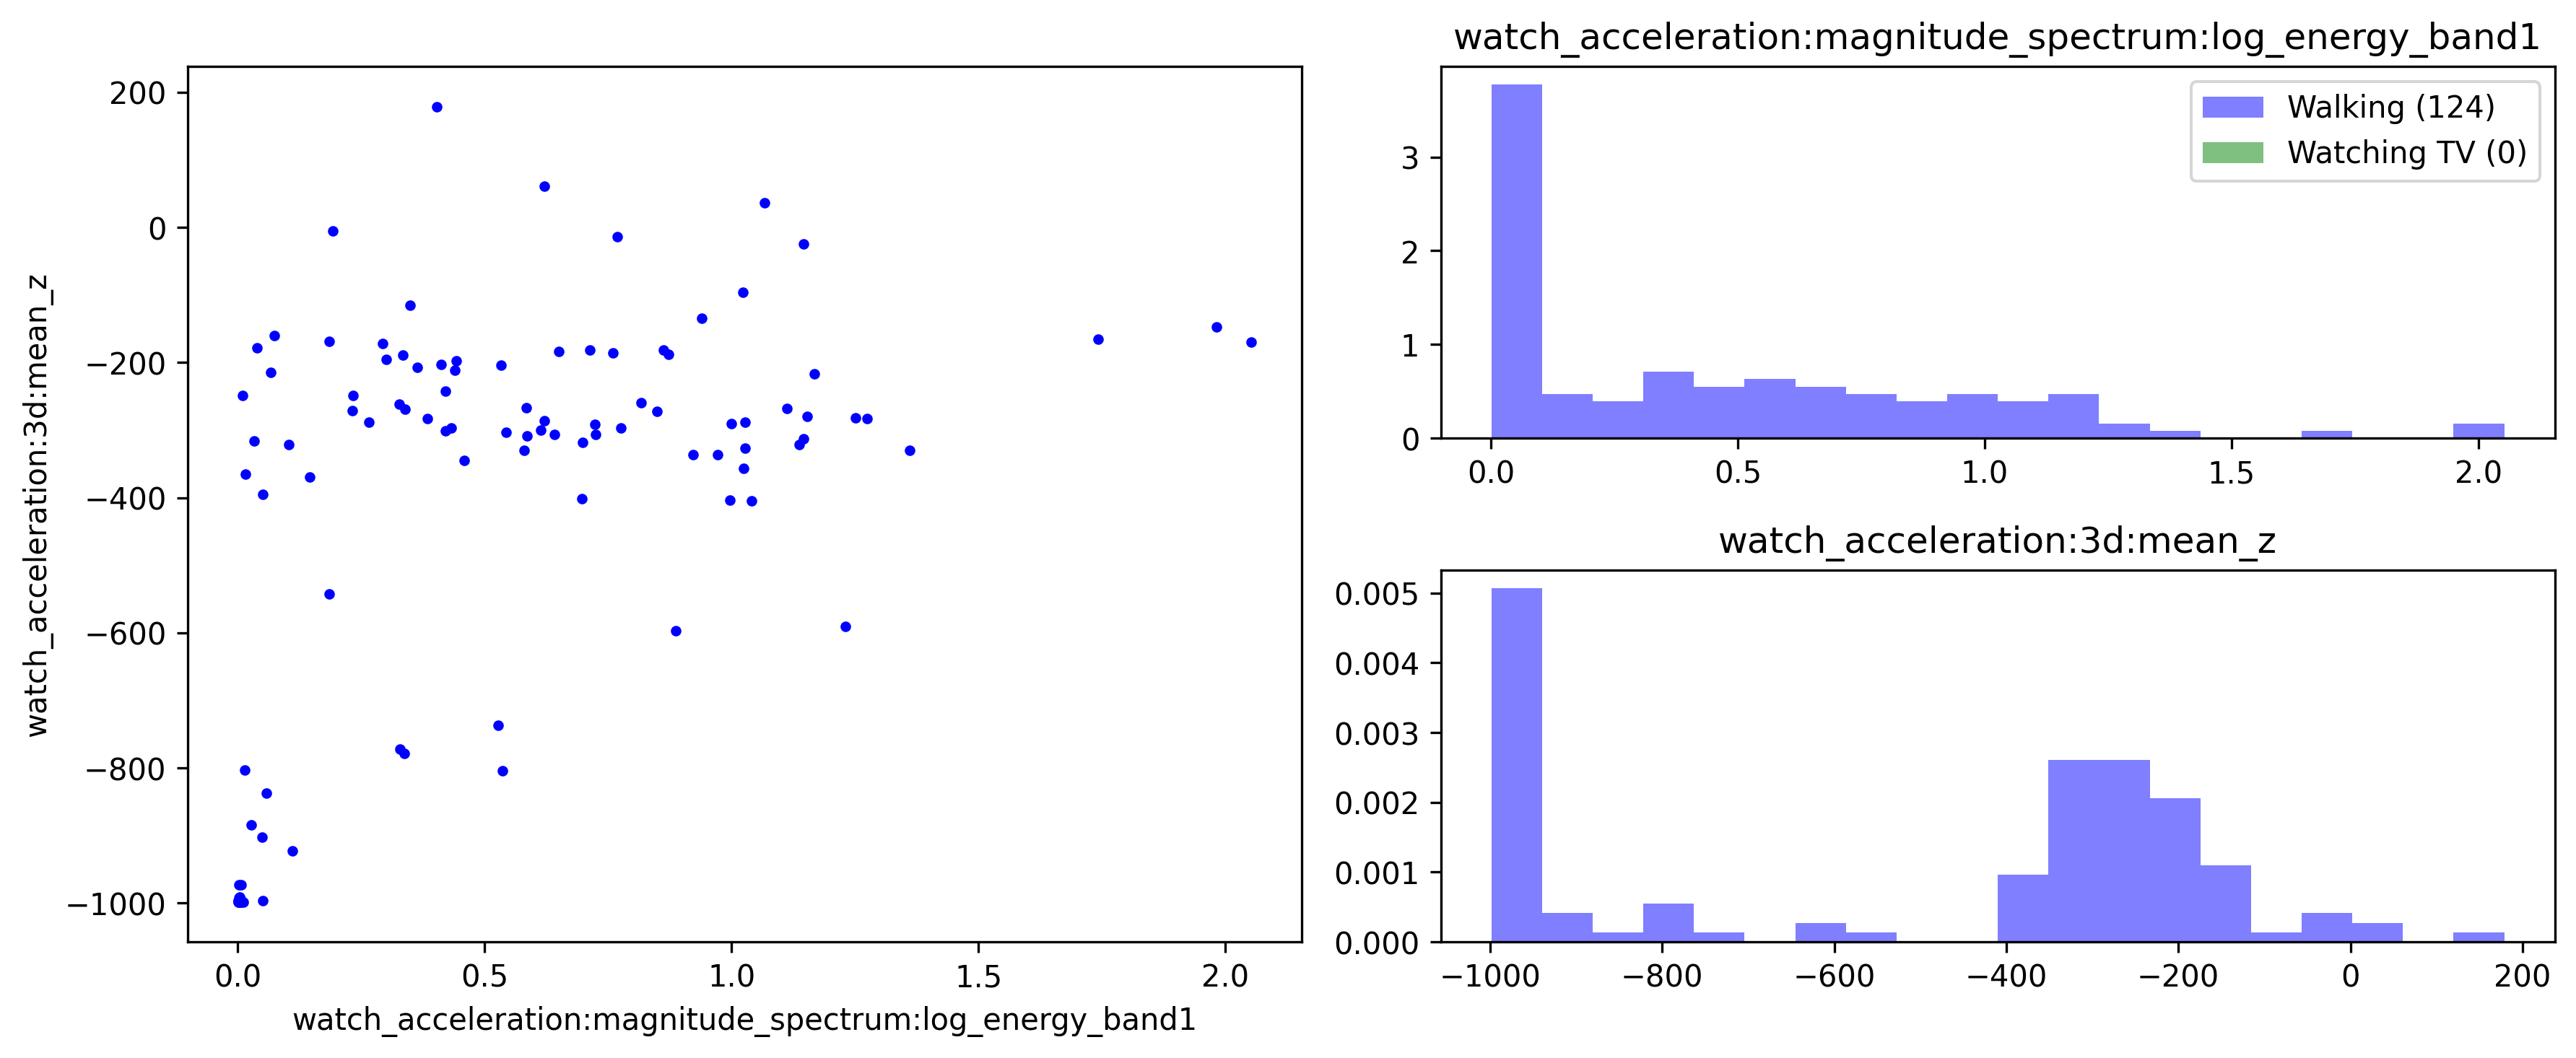 watch_acceleration:3d:mean_z
200
0
−200
−400
−600
−800
−1000
0.0 0.5 1.0 1.5 2.0
watch_acceleration:magnitude_spectrum:log_energy_band1
watch_acceleration:magnitude_spectrum:log_energy_band1
Walking (124)
Watching TV (0)
3
2
1
0
0.0 0.5 1.0 1.5 2.0
watch_acceleration:3d:mean_z
0.005
0.004
0.003
0.002
0.001
0.000
−1000 −800 −600 −400 −200 0 200